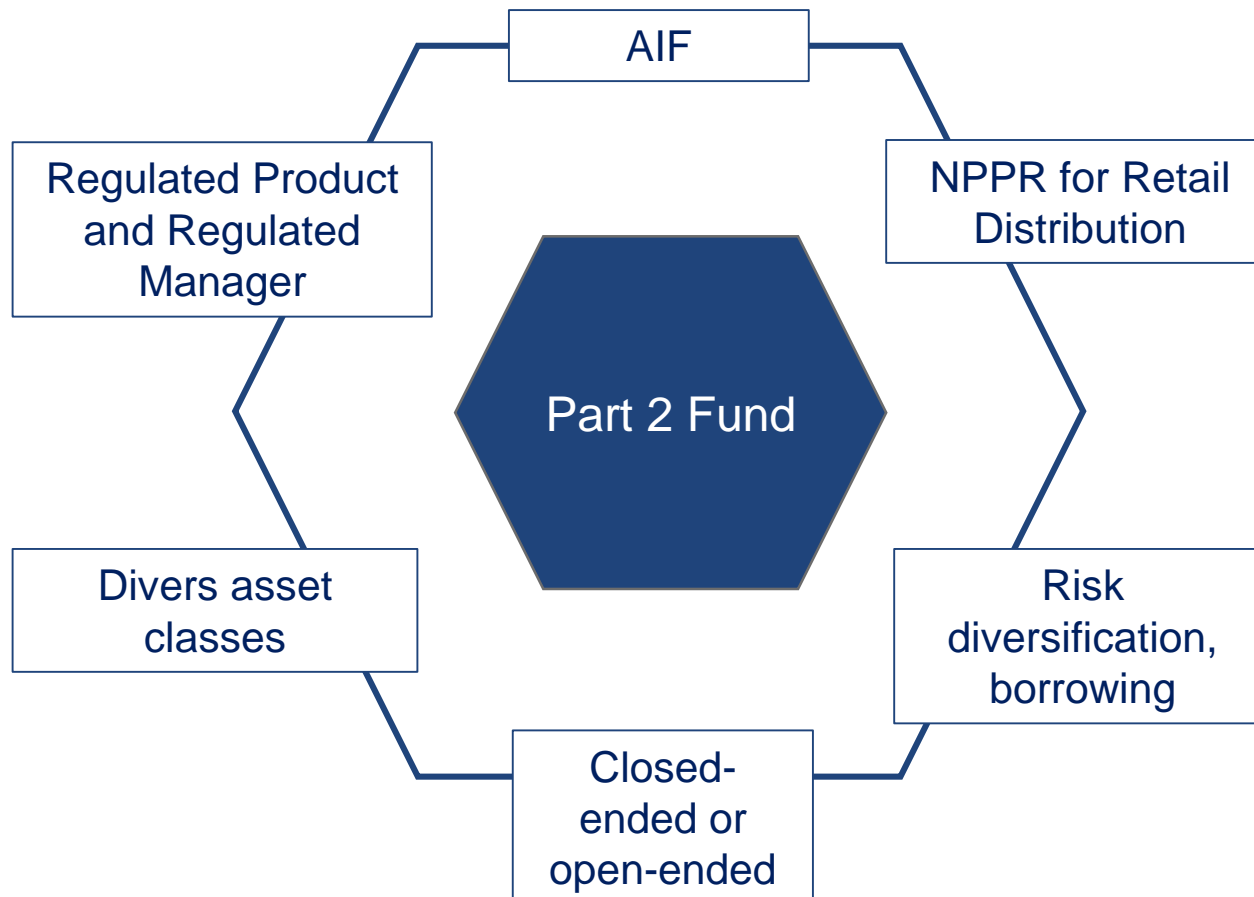 AIF
NPPR for Retail
Distribution
Regulated Product
and Regulated
Manager
Part 2 Fund
Divers asset
classes
Risk
diversification,
borrowing
Closed-
ended or
open-ended